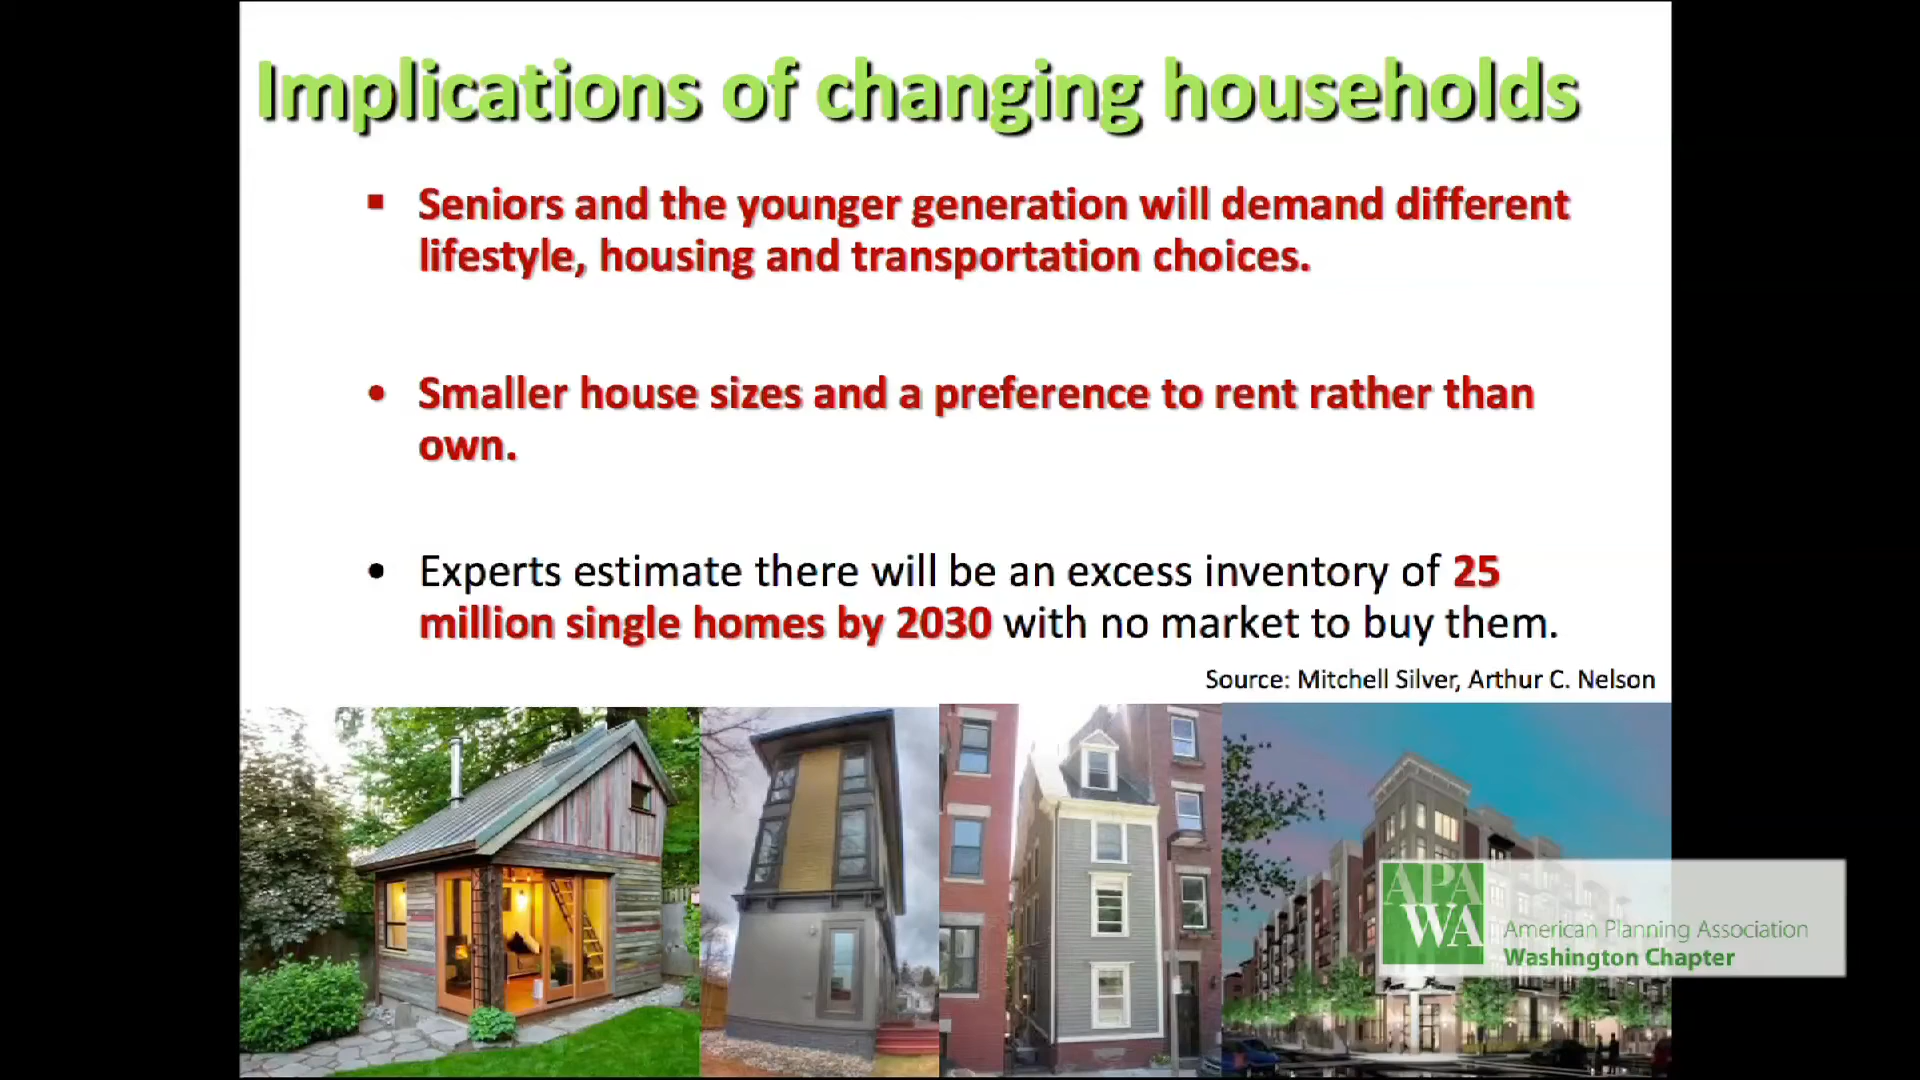 Implications of changing households
▪ Seniors and the younger generation will demand different
lifestyle, housing and transportation choices.
• Smaller house sizes and a preference to rent rather than
own.
• Experts estimate there will be an excess inventory of 25
million single homes by 2030 with no market to buy them.
Source: Mitchell Silver, Arthur C. Nelson
APA
WA
American Planning Association
Washington Chapter